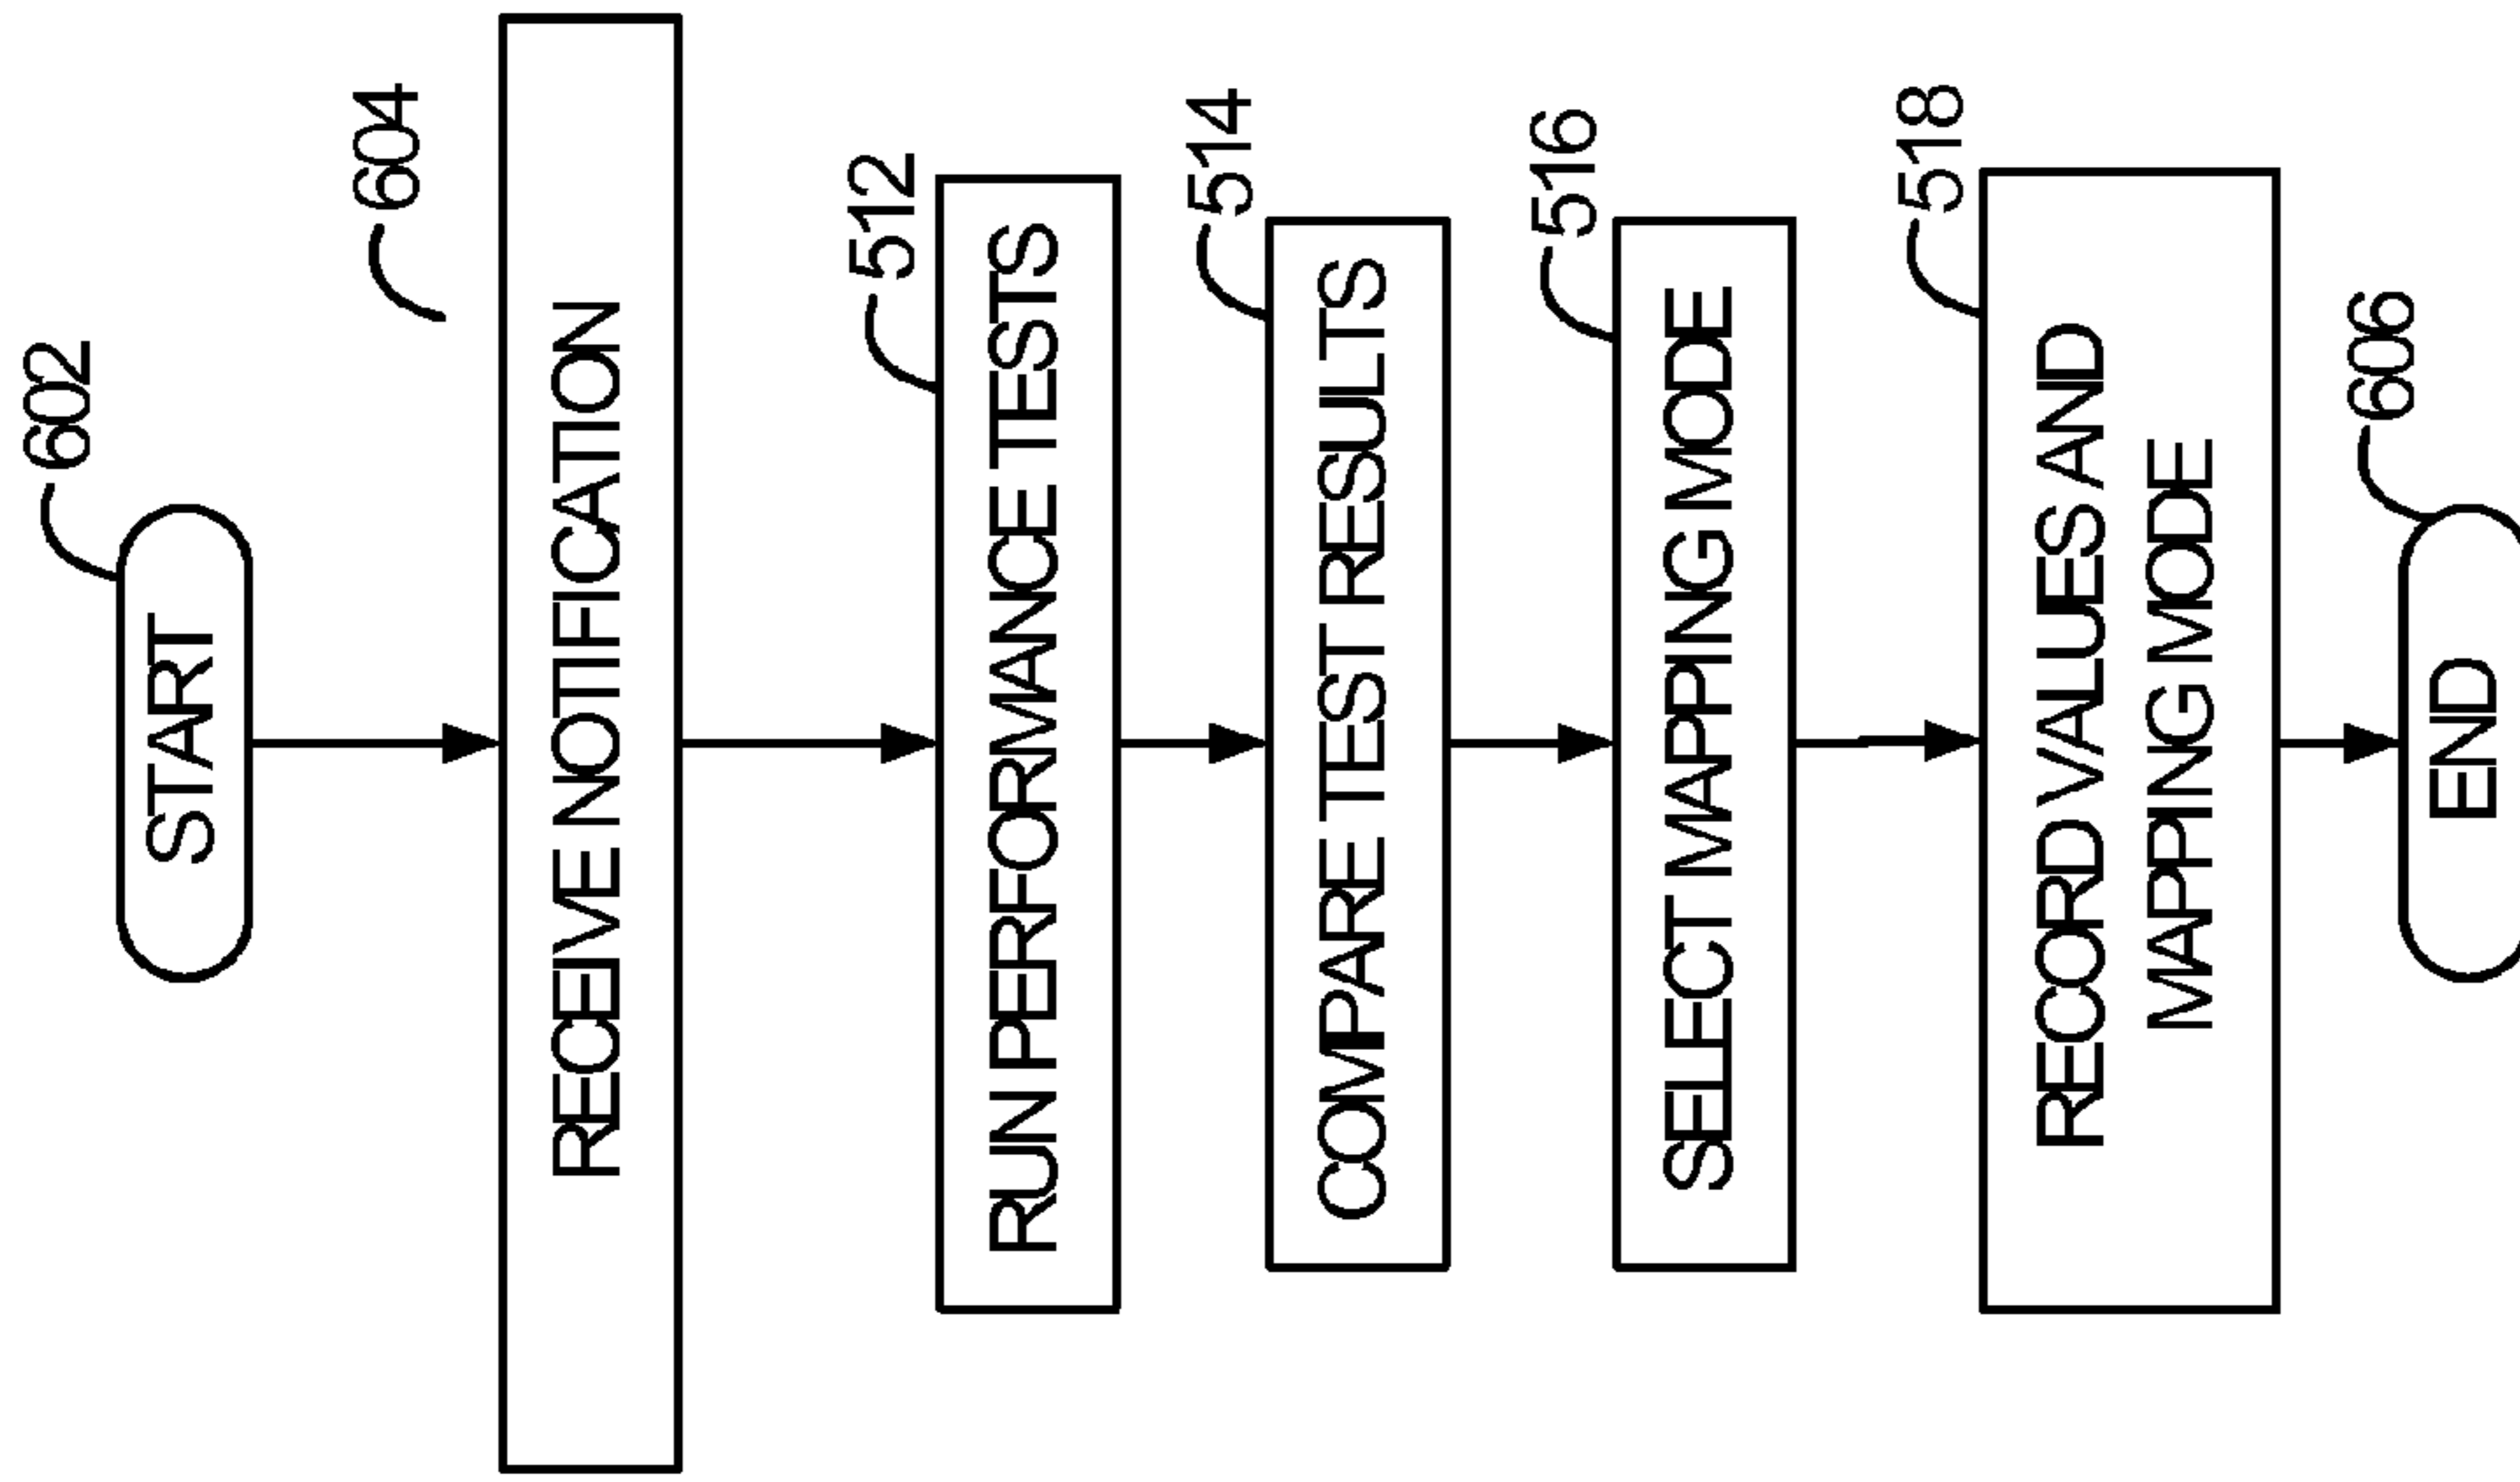 602
START
604
RECEIVE NOTIFICATION
512
RUN PERFORMANCE TESTS
514
COMPARE TEST RESULTS
516
SELECT MAPPING MODE
518
RECORD VALUES AND
MAPPING MODE
606
END